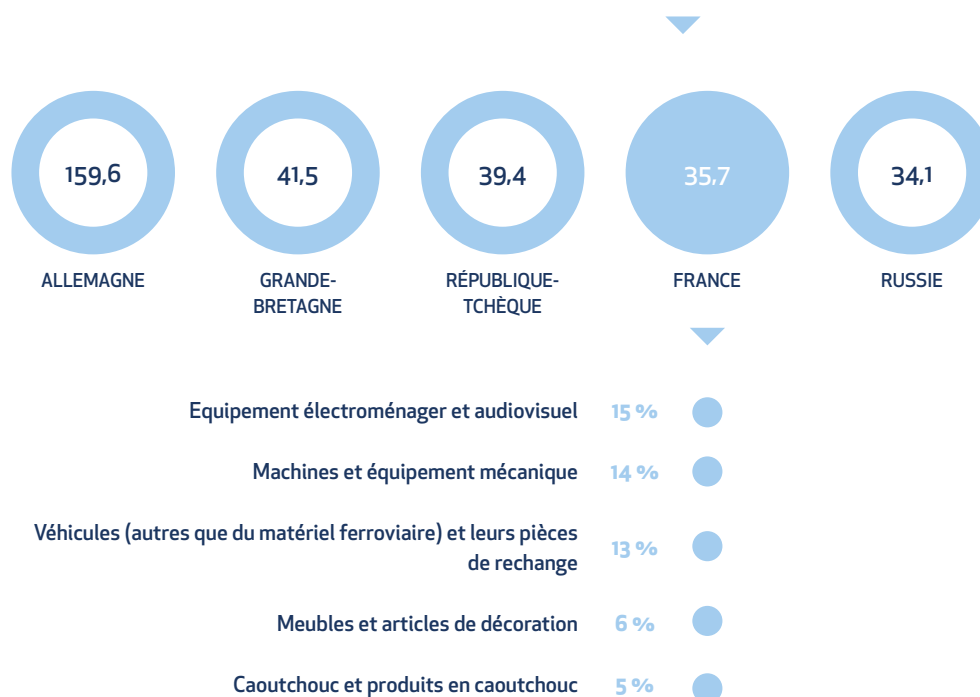 159,6
41,5
39,4
35,7
34,1
ALLEMAGNE
GRANDE-
BRETAGNE
RÉPUBLIQUE-
TCHÈQUE
FRANCE
RUSSIE
Equipement électroménager et audiovisuel 15 %
Machines et équipement mécanique 14 %
Véhicules (autres que du matériel ferroviaire) et leurs pièces
de rechange 13 %
Meubles et articles de décoration 6 %
Caoutchouc et produits en caoutchouc 5 %